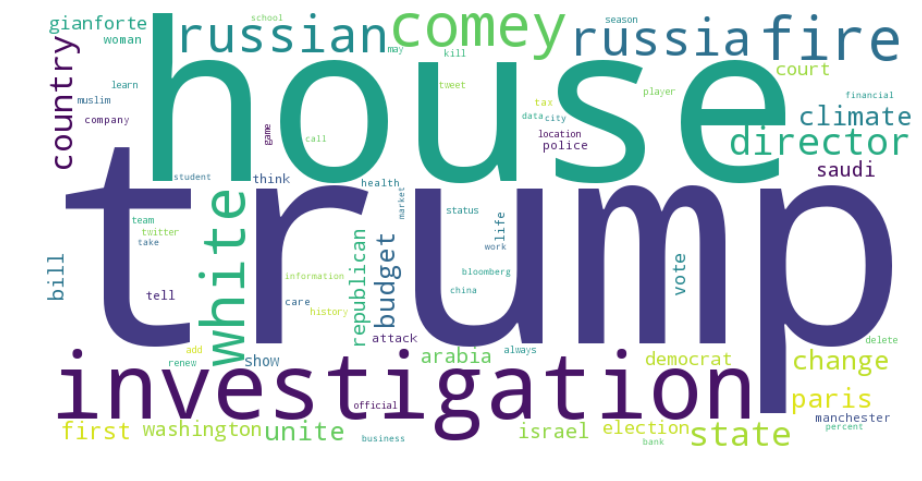 gianforte
school
season
woman
russian
may
comey
kill
russia
fire
court
country
learn
muslim
company
house
tweet
player
financial
climate
game
call
tax
data
city
location
police
director
saudi
student
think
health
market
trump
white
team
twitter
take
status
life
work
vote
bill
tell
information
care
history
republican
budget
attack
bloomberg
china
add
renew
show
arabia
always
democrat
delete
change
investigation
official
paris
manchester
first
washington
unite
business
israel
election
bank
state
percent